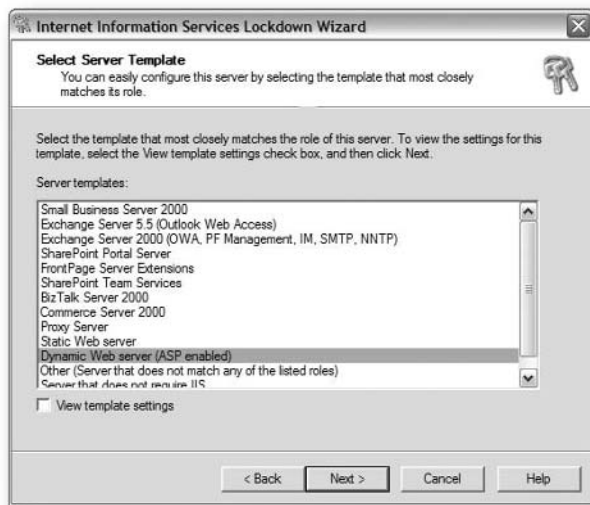 Internet Information Services Lockdown Wizard
Select Server Template
You can easily configure this server by selecting the template that most closely
matches its role.
Select the template that most closely matches the role of this server. To view the settings for this
template, select the View template settings check box, and then click Next.
Server templates:
Small Business Server 2000
Exchange Server 5.5 (Outlook Web Access)
Exchange Server 2000 (OWA, PF Management, IM, SMTP, NNTP)
SharePoint Portal Server
FrontPage Server Extensions
SharePoint Team Services
BizTalk Server 2000
Commerce Server 2000
Proxy Server
Static Web server
Dynamic Web server (ASP enabled)
Other (Server that does not match any of the listed roles)
Server that does not require IIS
View template settings
< Back Next > Cancel Help